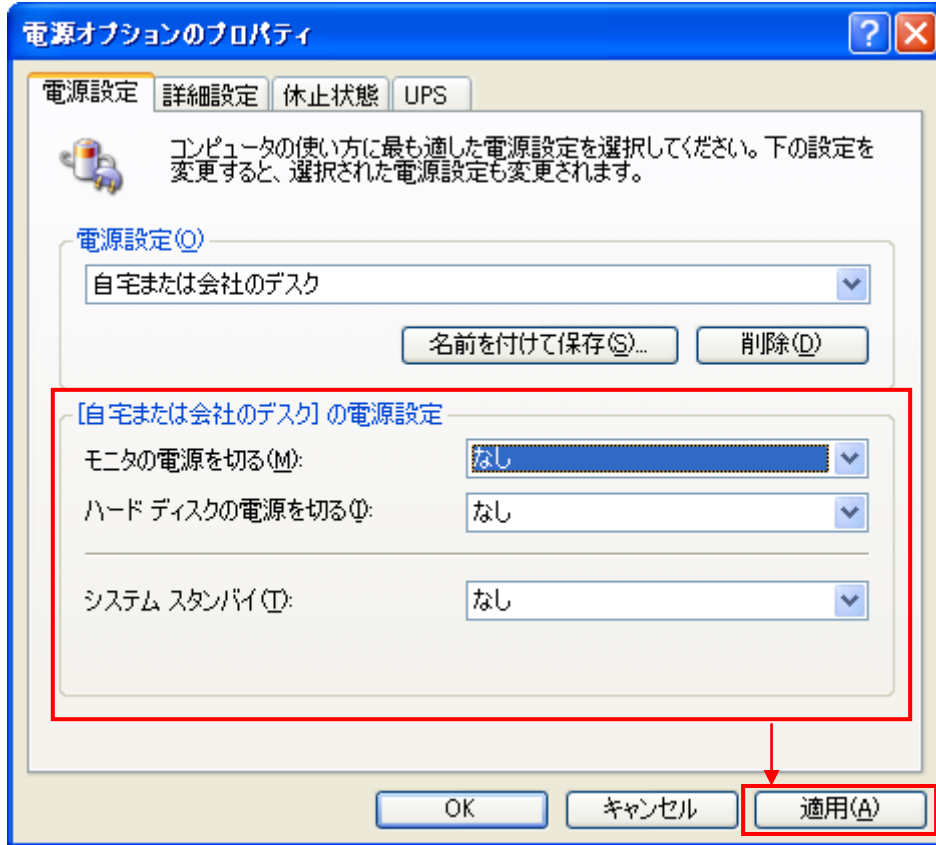 電源オプションのプロパティ
電源設定 詳細設定 休止状態 UPS
コンピュータの使い方に最も適した電源設定を選択してください。下の設定を
変更すると、選択された電源設定も変更されます。
電源設定(O)
自宅または会社のデスク
名前を付けて保存(S)... 削除(D)
[自宅または会社のデスク] の電源設定
モニタの電源を切る(M): なし
ハード ディスクの電源を切る(I): なし
システム スタンバイ(T): なし
OK キャンセル 適用(A)